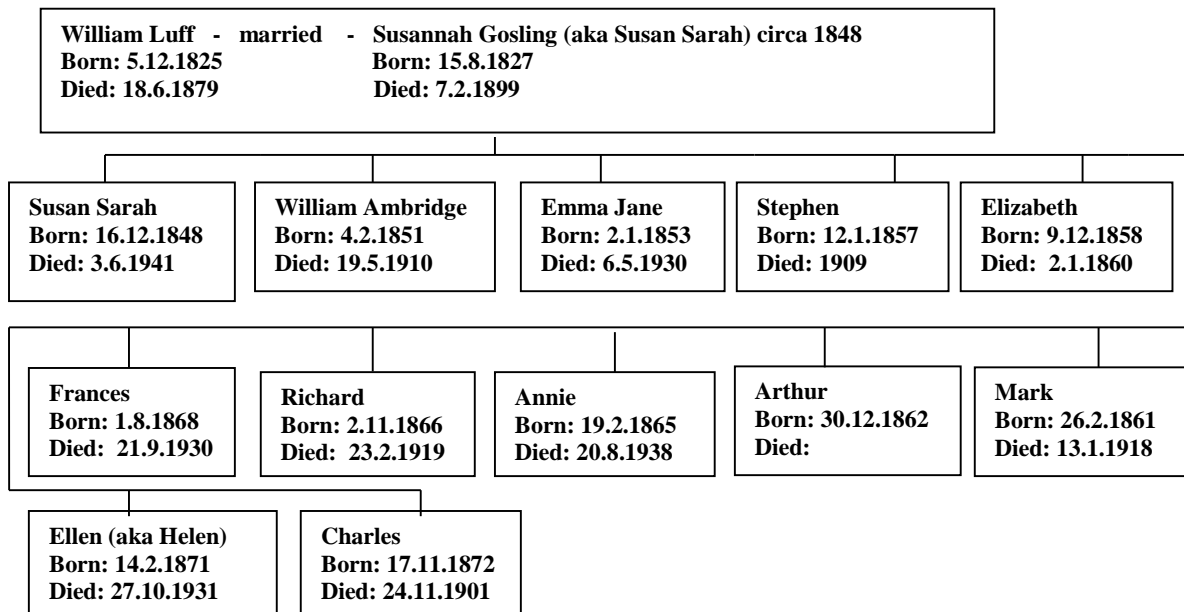 William Luff - married - Susannah Gosling (aka Susan Sarah) circa 1848
Born: 5.12.1825 Born: 15.8.1827
Died: 18.6.1879 Died: 7.2.1899
Susan Sarah
Born: 16.12.1848
Died: 3.6.1941
William Ambridge
Born: 4.2.1851
Died: 19.5.1910
Emma Jane
Born: 2.1.1853
Died: 6.5.1930
Stephen
Born: 12.1.1857
Died: 1909
Elizabeth
Born: 9.12.1858
Died: 2.1.1860
Frances
Born: 1.8.1868
Died: 21.9.1930
Richard
Born: 2.11.1866
Died: 23.2.1919
Annie
Born: 19.2.1865
Died: 20.8.1938
Arthur
Born: 30.12.1862
Died:
Mark
Born: 26.2.1861
Died: 13.1.1918
Ellen (aka Helen)
Born: 14.2.1871
Died: 27.10.1931
Charles
Born: 17.11.1872
Died: 24.11.1901